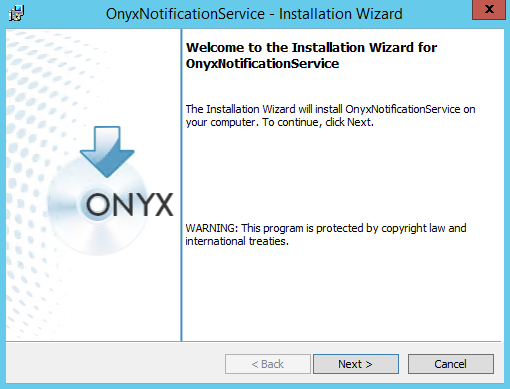 OnyxNotificationService - Installation Wizard
x
Welcome to the Installation Wizard for
OnyxNotificationService
The Installation Wizard will install OnyxNotificationService on
your computer. To continue, click Next.
ONYX
WARNING: This program is protected by copyright law and
international treaties.
< Back
Next >
Cancel